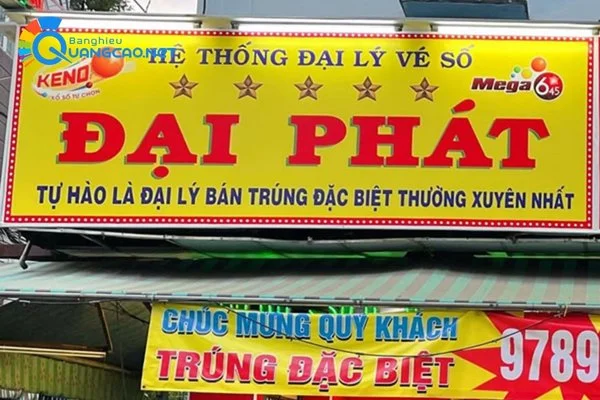 Banghieu
QUANGCAO.NET
HỆ THỐNG ĐẠI LÝ VÉ SỐ
KENO
XỔ SỐ TỰ CHỌN
Mega 6/45
ĐẠI PHÁT
TỰ HÀO LÀ ĐẠI LÝ BÁN TRÚNG ĐẶC BIỆT THƯỜNG XUYÊN NHẤT
CHÚC MỪNG QUÝ KHÁCH
TRÚNG ĐẶC BIỆT
9789